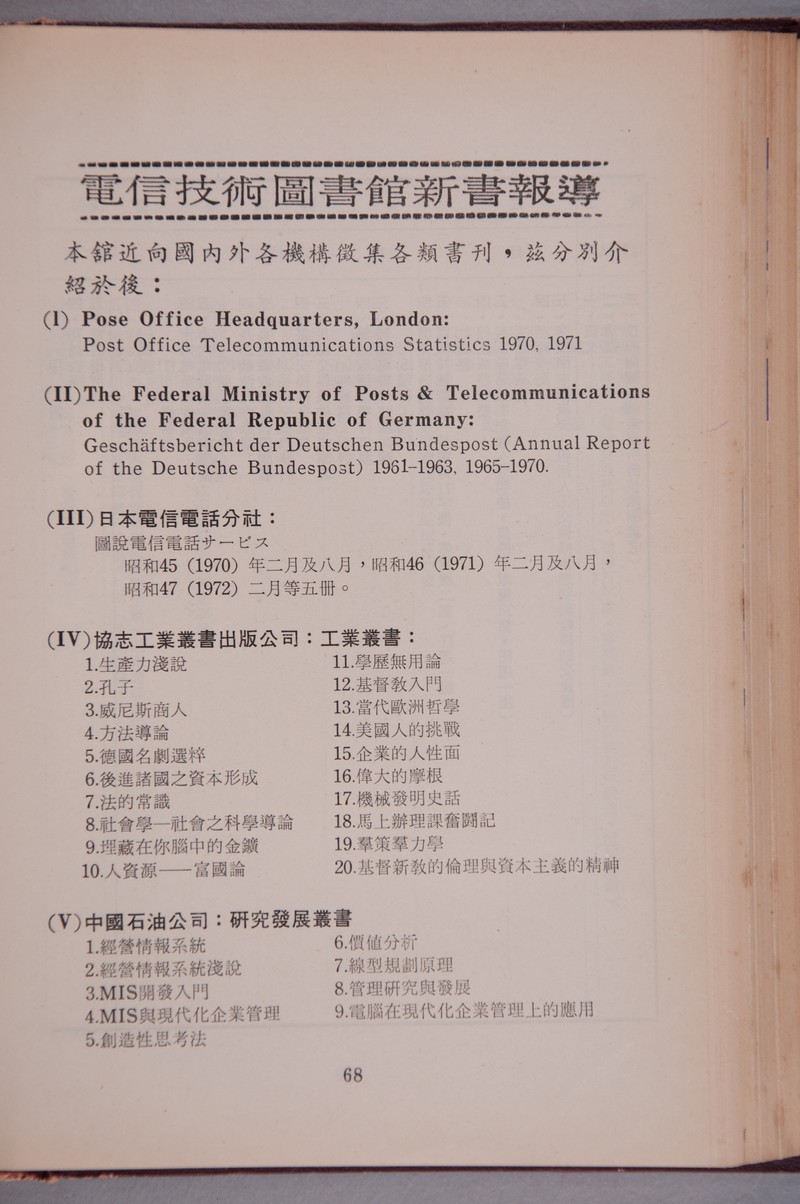 電信技術圖書館新書報導
本舘近向國內外各機構徵集各類書刊，茲分別介
紹於後：
(I) Pose Office Headquarters, London:
Post Office Telecommunications Statistics 1970, 1971
(II)The Federal Ministry of Posts & Telecommunications
of the Federal Republic of Germany:
Geschäftsbericht der Deutschen Bundespost (Annual Report
of the Deutsche Bundespost) 1961-1963, 1965-1970.
(III)日本電信電話分社：
圖說電信電話サービス
昭和45 (1970) 年二月及八月，昭和46 (1971) 年二月及八月，
昭和47 (1972) 二月等五冊。
(IV)協志工業叢書出版公司：工業叢書：
1.生產力淺說
2.孔子
3.威尼斯商人
4.方法導論
5.德國名劇選粹
6.後進諸國之資本形成
7.法的常識
8.社會學—社會之科學導論
9.埋藏在你腦中的金鑛
10.人資源——富國論
11.學歷無用論
12.基督敎入門
13.當代歐洲哲學
14.美國人的挑戰
15.企業的人性面
16.偉大的摩根
17.機械發明史話
18.馬上辦理課奮鬪記
19.羣策羣力學
20.基督新敎的倫理與資本主義的精神
(V)中國石油公司：研究發展叢書
1.經營情報系統
2.經營情報系統淺說
3.MIS開發入門
4.MIS與現代化企業管理
5.創造性思考法
6.價値分析
7.線型規劃原理
8.管理研究與發展
9.電腦在現代化企業管理上的應用
68